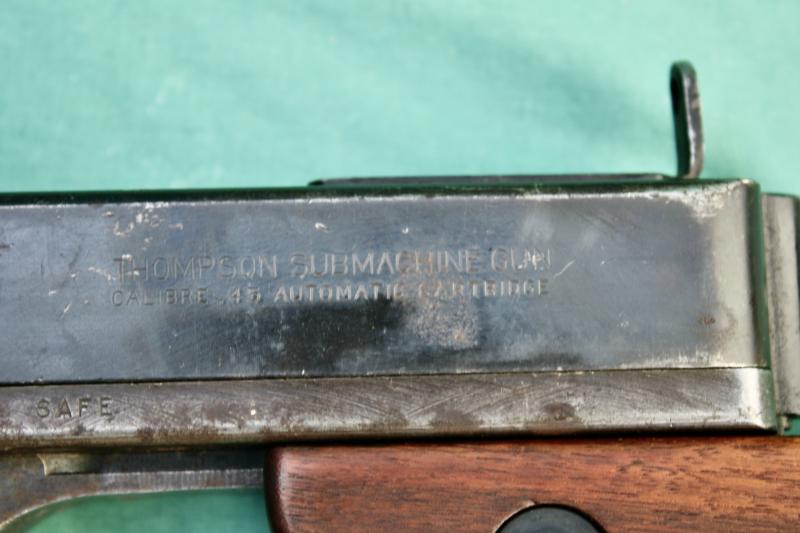 THOMPSON SUBMACHINE GUN
CALIBRE .45 AUTOMATIC CARTRIDGE
SAFE